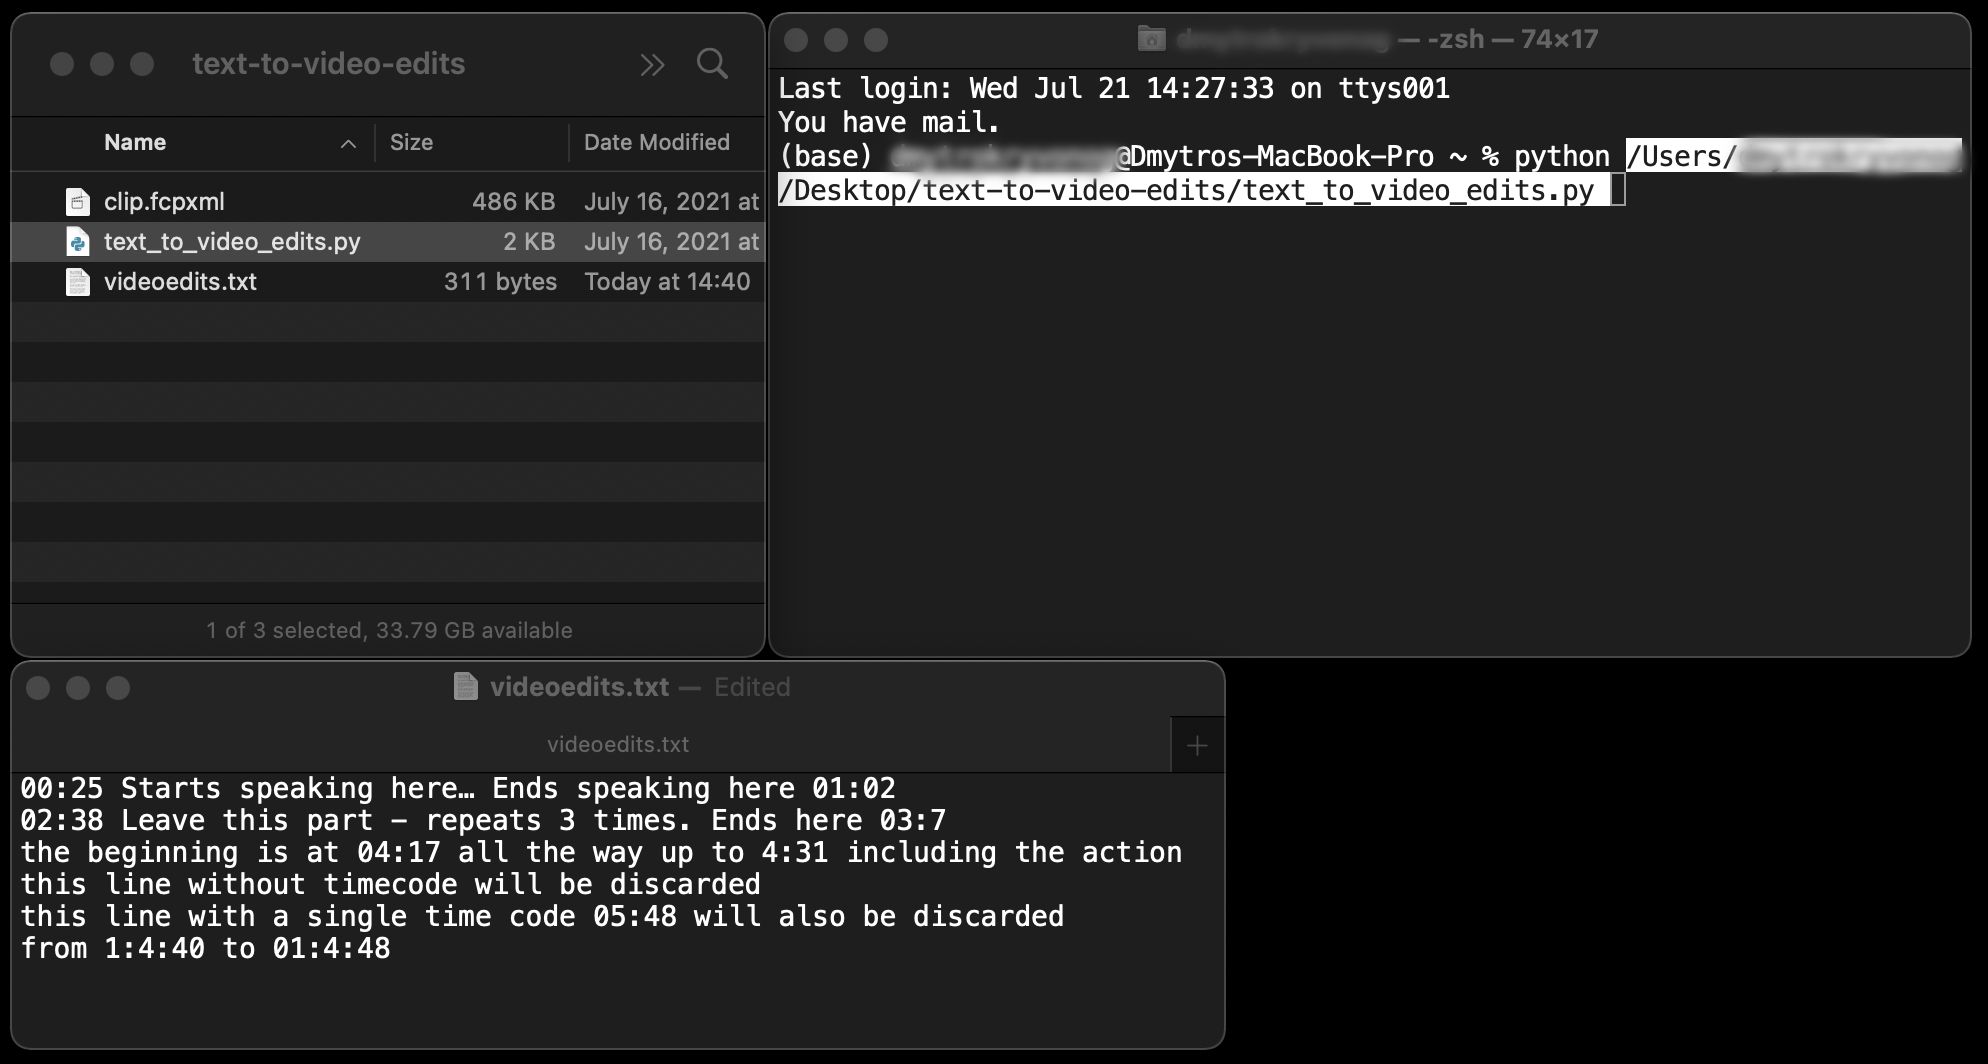 text-to-video-edits
Name Size Date Modified
clip.fcpxml 486 KB July 16, 2021 at
text_to_video_edits.py 2 KB July 16, 2021 at
videoedits.txt 311 bytes Today at 14:40
1 of 3 selected, 33.79 GB available
— -zsh — 74×17
Last login: Wed Jul 21 14:27:33 on ttys001
You have mail.
(base) @Dmytros-MacBook-Pro ~ % python /Users/
/Desktop/text-to-video-edits/text_to_video_edits.py
videoedits.txt — Edited
videoedits.txt
00:25 Starts speaking here… Ends speaking here 01:02
02:38 Leave this part – repeats 3 times. Ends here 03:7
the beginning is at 04:17 all the way up to 4:31 including the action
this line without timecode will be discarded
this line with a single time code 05:48 will also be discarded
from 1:4:40 to 01:4:48